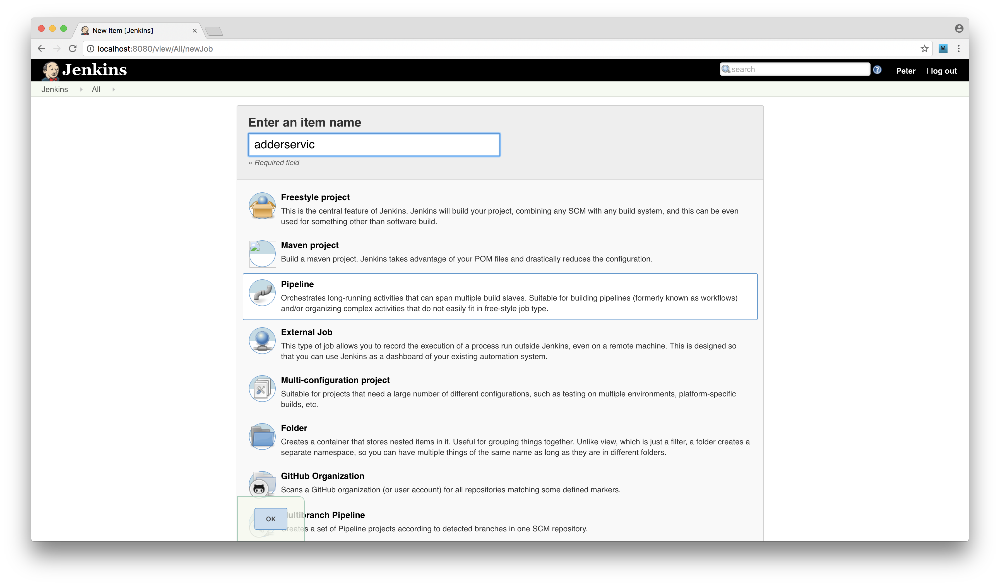 New Item [Jenkins]
localhost:8080/view/All/newJob
M
Jenkins
search
?
Peter
| log out
Jenkins
All
Enter an item name
adderservic
» Required field
Freestyle project
This is the central feature of Jenkins. Jenkins will build your project, combining any SCM with any build system, and this can be even
used for something other than software build.
Maven project
Build a maven project. Jenkins takes advantage of your POM files and drastically reduces the configuration.
Pipeline
Orchestrates long-running activities that can span multiple build slaves. Suitable for building pipelines (formerly known as workflows)
and/or organizing complex activities that do not easily fit in free-style job type.
External Job
This type of job allows you to record the execution of a process run outside Jenkins, even on a remote machine. This is designed so
that you can use Jenkins as a dashboard of your existing automation system.
Multi-configuration project
Suitable for projects that need a large number of different configurations, such as testing on multiple environments, platform-specific
builds, etc.
Folder
Creates a container that stores nested items in it. Useful for grouping things together. Unlike view, which is just a filter, a folder creates a
separate namespace, so you can have multiple things of the same name as long as they are in different folders.
GitHub Organization
Scans a GitHub organization (or user account) for all repositories matching some defined markers.
OK
ultibranch Pipeline
Creates a set of Pipeline projects according to detected branches in one SCM repository.